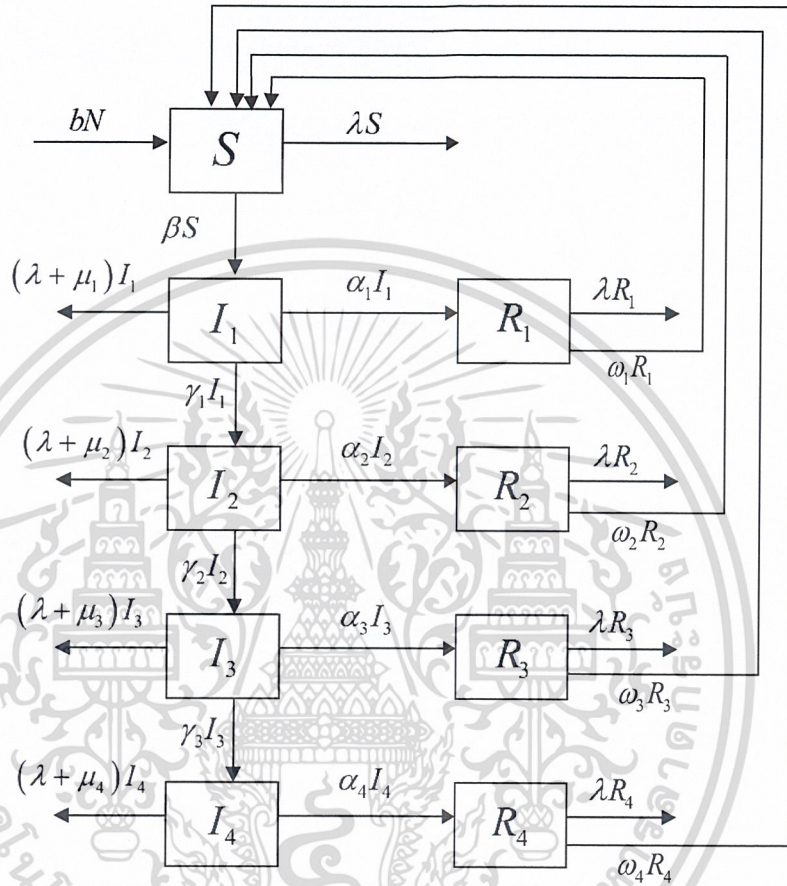 bN
S
λS
βS
(λ + μ₁)I₁
I₁
α₁I₁
R₁
λR₁
ω₁R₁
γ₁I₁
(λ + μ₂)I₂
I₂
α₂I₂
R₂
λR₂
ω₂R₂
γ₂I₂
(λ + μ₃)I₃
I₃
α₃I₃
R₃
λR₃
ω₃R₃
γ₃I₃
(λ + μ₄)I₄
I₄
α₄I₄
R₄
λR₄
ω₄R₄